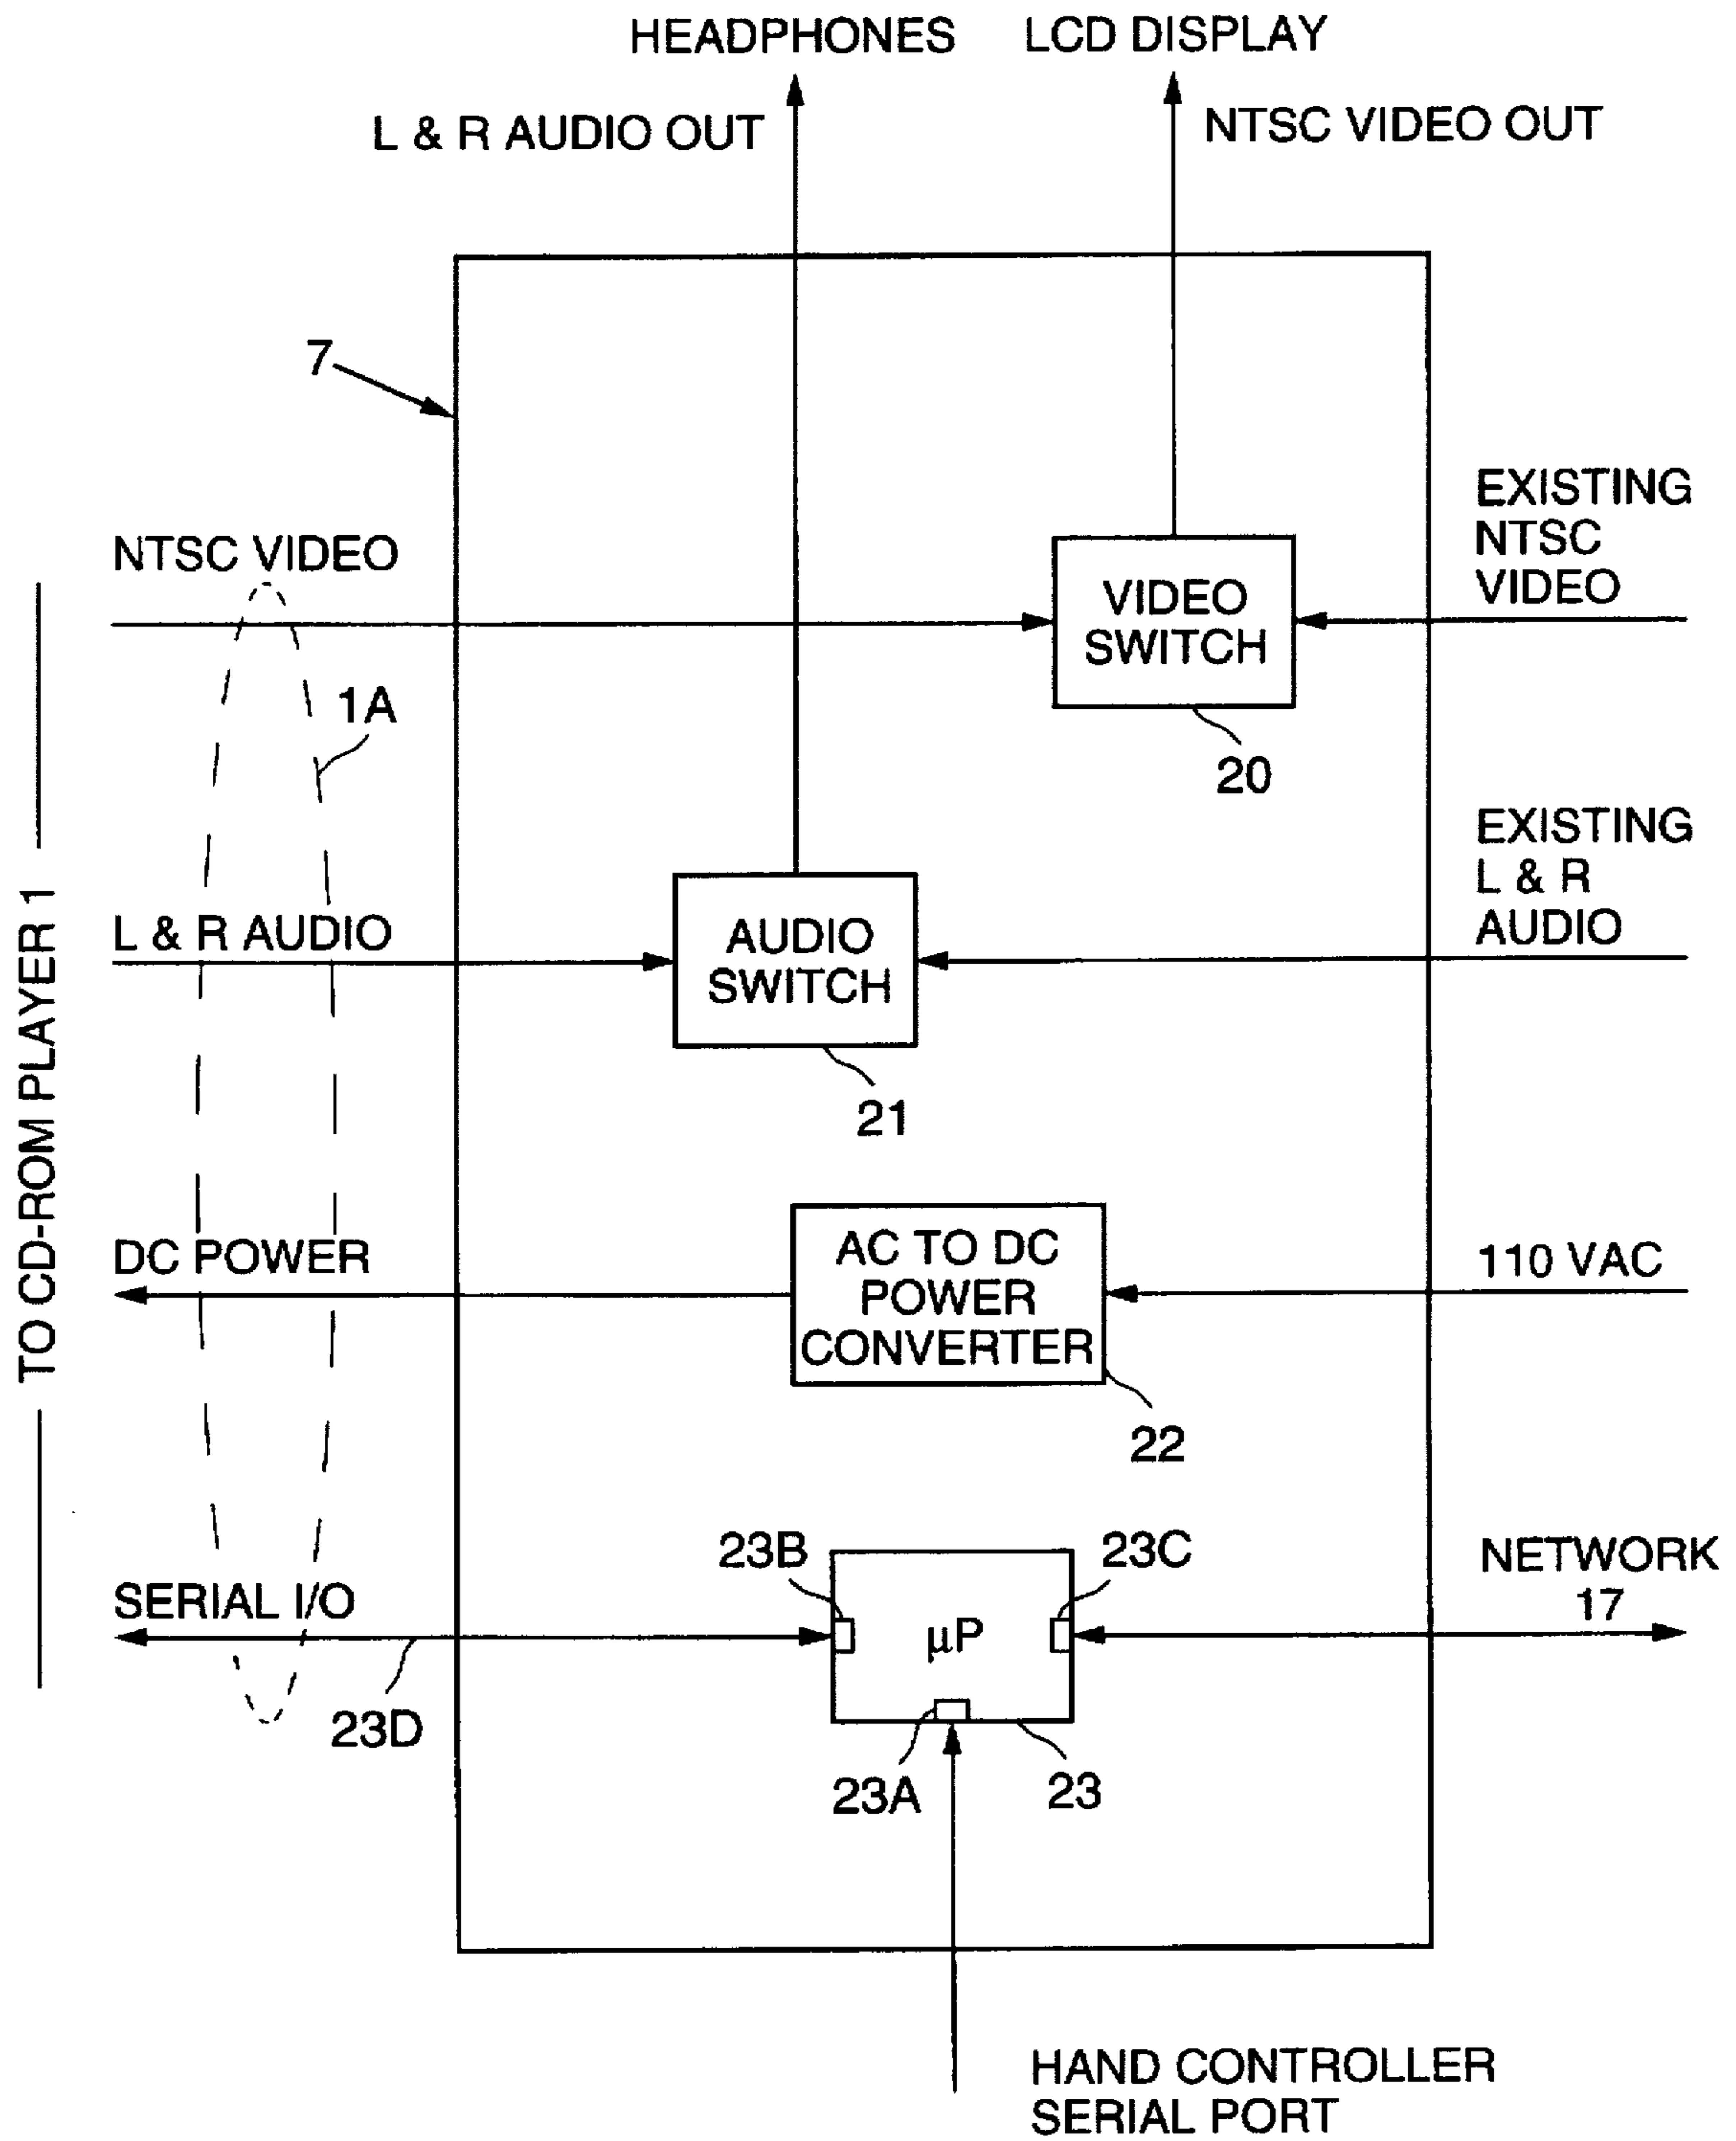 HEADPHONES
LCD DISPLAY
L & R AUDIO OUT
NTSC VIDEO OUT
7
EXISTING
NTSC
VIDEO
NTSC VIDEO
VIDEO
SWITCH
1A
20
EXISTING
L & R
AUDIO
TO CD-ROM PLAYER 1
L & R AUDIO
AUDIO
SWITCH
21
DC POWER
AC TO DC
POWER
CONVERTER
110 VAC
22
23B
23C
NETWORK
17
SERIAL I/O
µP
23D
23A
23
HAND CONTROLLER
SERIAL PORT